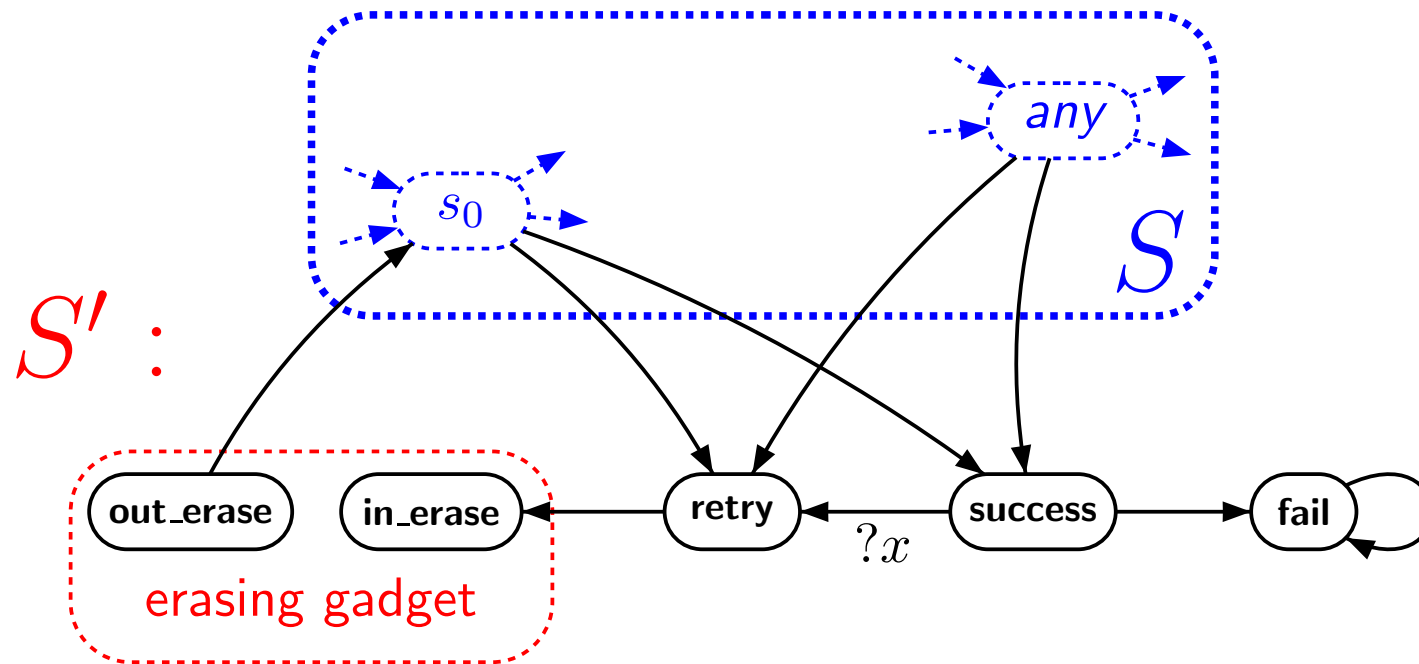 any
s₀
S
S′ :
out_erase
in_erase
retry
success
fail
?x
erasing gadget